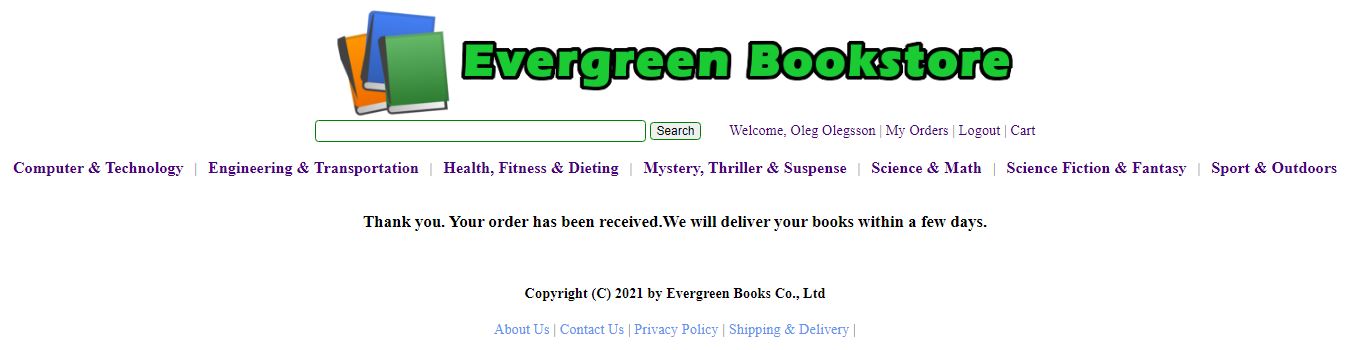 Evergreen Bookstore
Search Welcome, Oleg Olegsson | My Orders | Logout | Cart
Computer & Technology | Engineering & Transportation | Health, Fitness & Dieting | Mystery, Thriller & Suspense | Science & Math | Science Fiction & Fantasy | Sport & Outdoors
Thank you. Your order has been received.We will deliver your books within a few days.
Copyright (C) 2021 by Evergreen Books Co., Ltd
About Us | Contact Us | Privacy Policy | Shipping & Delivery |